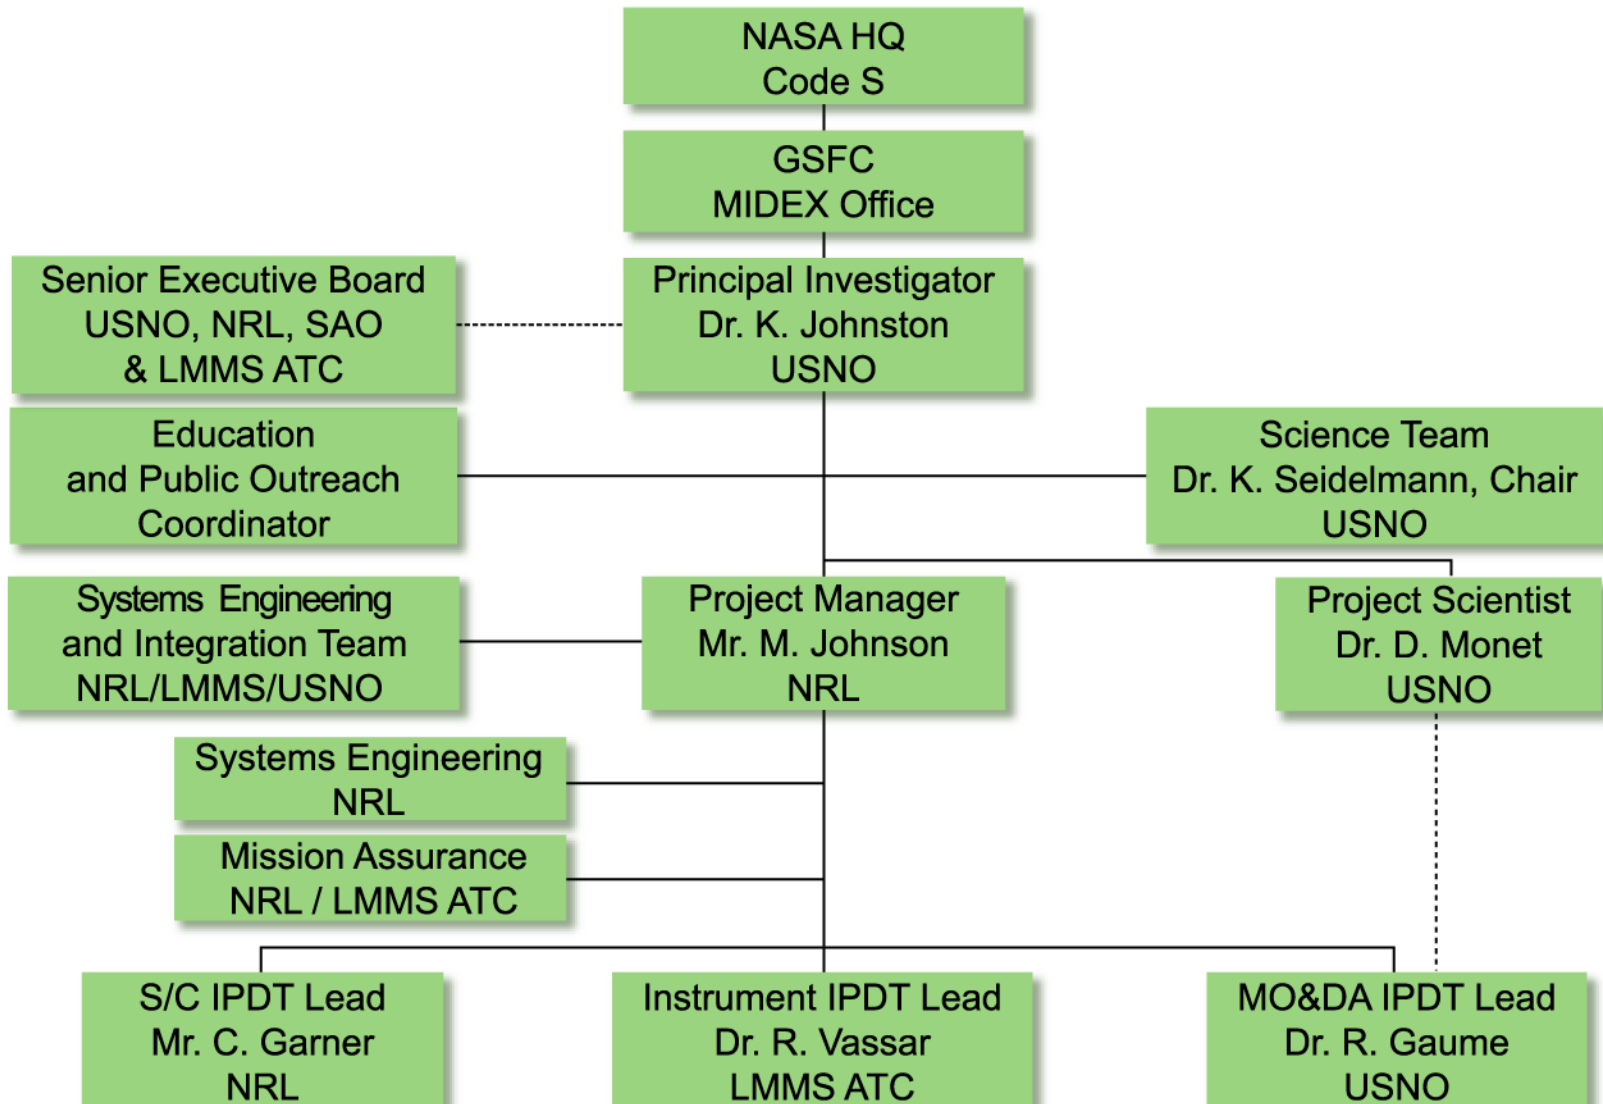 NASA HQ
Code S
GSFC
MIDEX Office
Senior Executive Board
USNO, NRL, SAO
& LMMS ATC
Principal Investigator
Dr. K. Johnston
USNO
Education
and Public Outreach
Coordinator
Science Team
Dr. K. Seidelmann, Chair
USNO
Systems Engineering
and Integration Team
NRL/LMMS/USNO
Project Manager
Mr. M. Johnson
NRL
Project Scientist
Dr. D. Monet
USNO
Systems Engineering
NRL
Mission Assurance
NRL / LMMS ATC
S/C IPDT Lead
Mr. C. Garner
NRL
Instrument IPDT Lead
Dr. R. Vassar
LMMS ATC
MO&DA IPDT Lead
Dr. R. Gaume
USNO